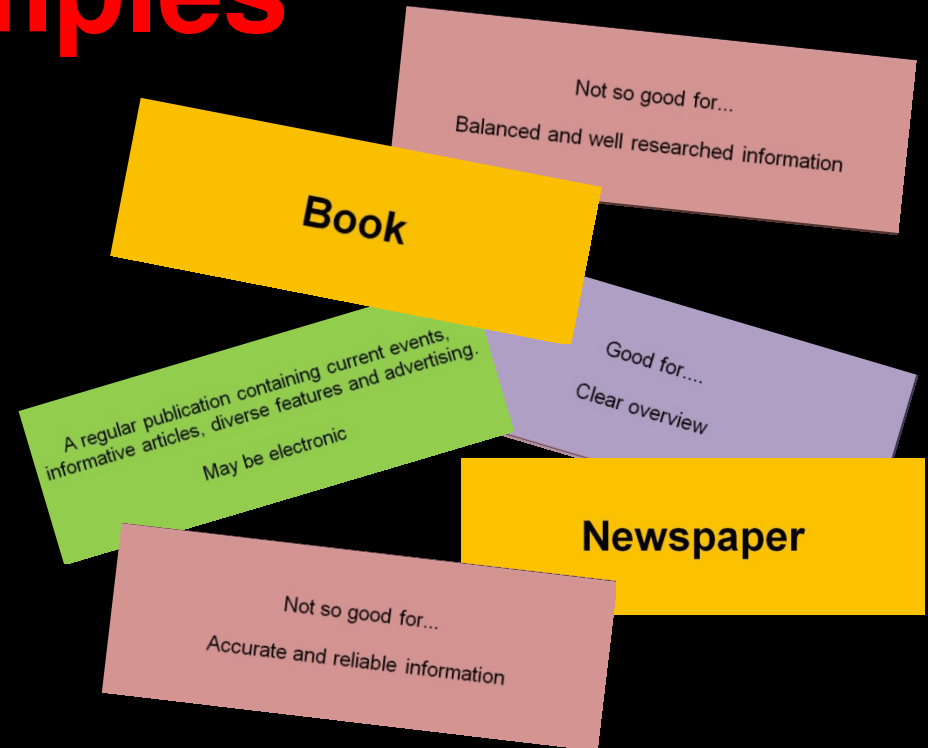 Not so good for...
Balanced and well researched information
Book
A regular publication containing current events,
informative articles, diverse features and advertising.
May be electronic
Good for....
Clear overview
Newspaper
Not so good for...
Accurate and reliable information